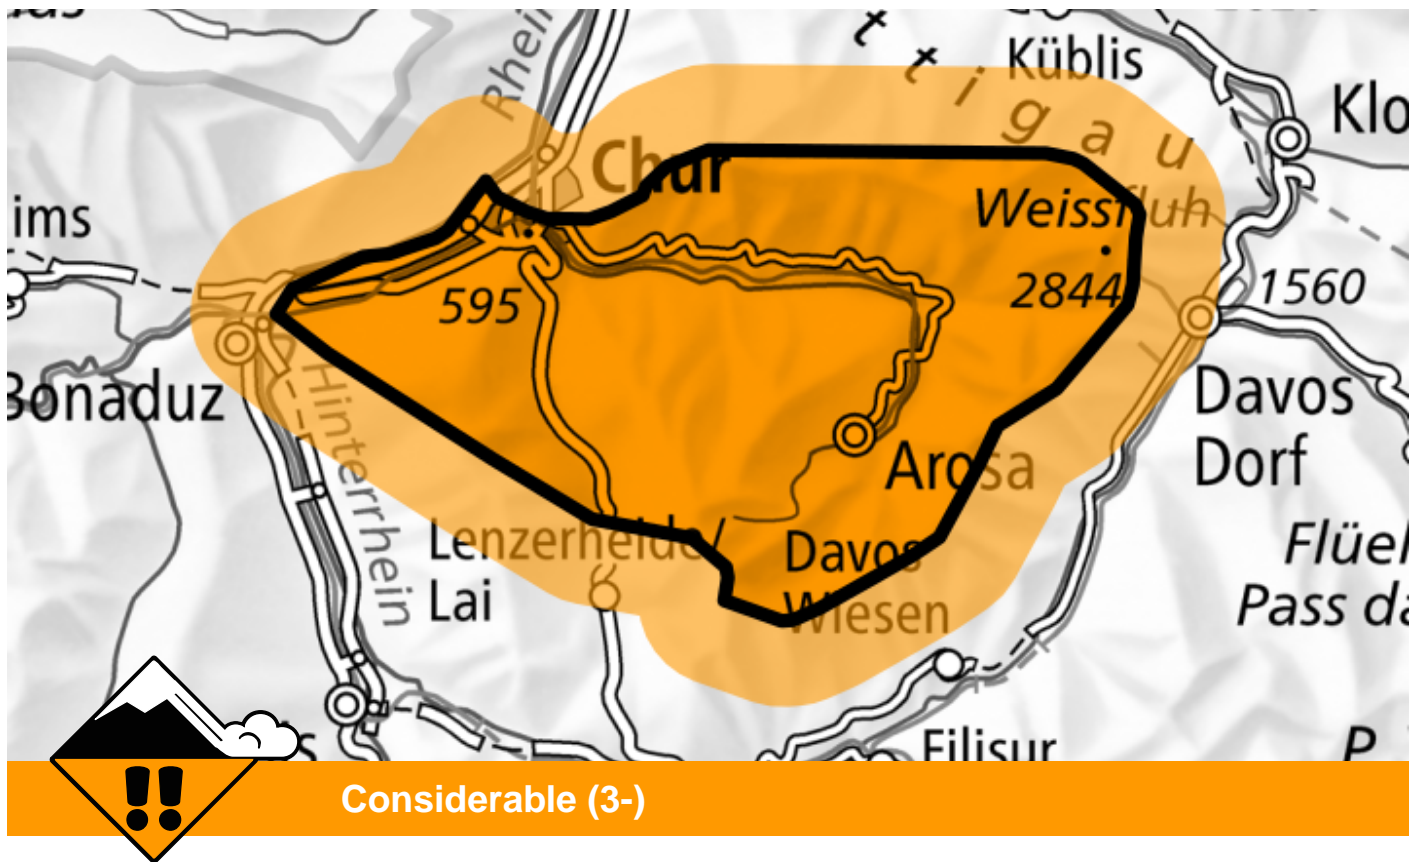 Rhein
t
t
i
g
a
u
Küblis
Klo
Chur
ims
Weissfluh
2844
1560
595
Bonaduz
Hinterrhein
Davos
Dorf
Arosa
Lenzerheide/
Lai
Davos
Wiesen
Flüel
Pass da
Filisur
s
P
Considerable (3-)